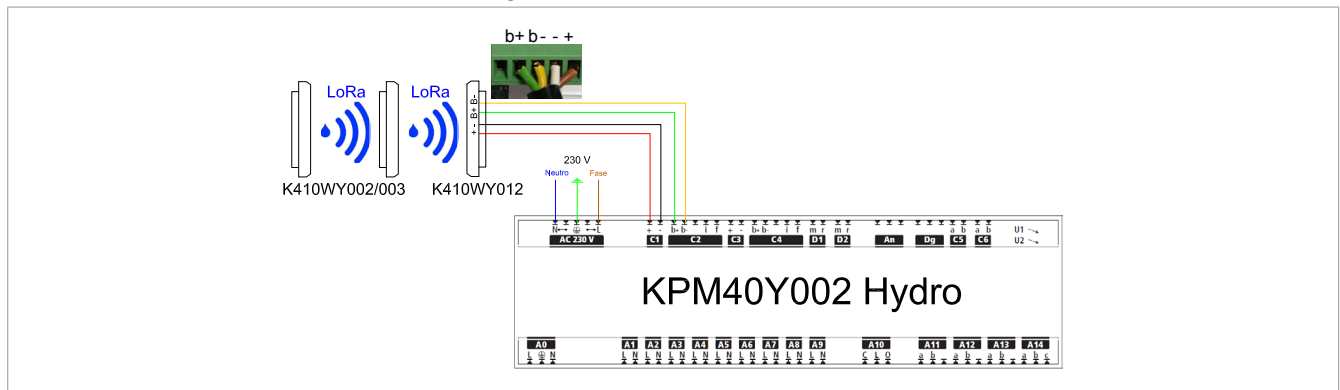 b+ b- - +
LoRa LoRa
+ - B+ B-
K410WY002/003 K410WY012
230 V
Neutro Fase
N L + - b+ b- i f + - b+ b- i f m r m r a b a b U1
AC 230 V C1 C2 C3 C4 D1 D2 An Dg C5 C6 U2
KPM40Y002 Hydro
A0 A1 A2 A3 A4 A5 A6 A7 A8 A9 A10 A11 A12 A13 A14
L N L N L N L N L N L N L N L N L N L N C L O a b a b a b a b c